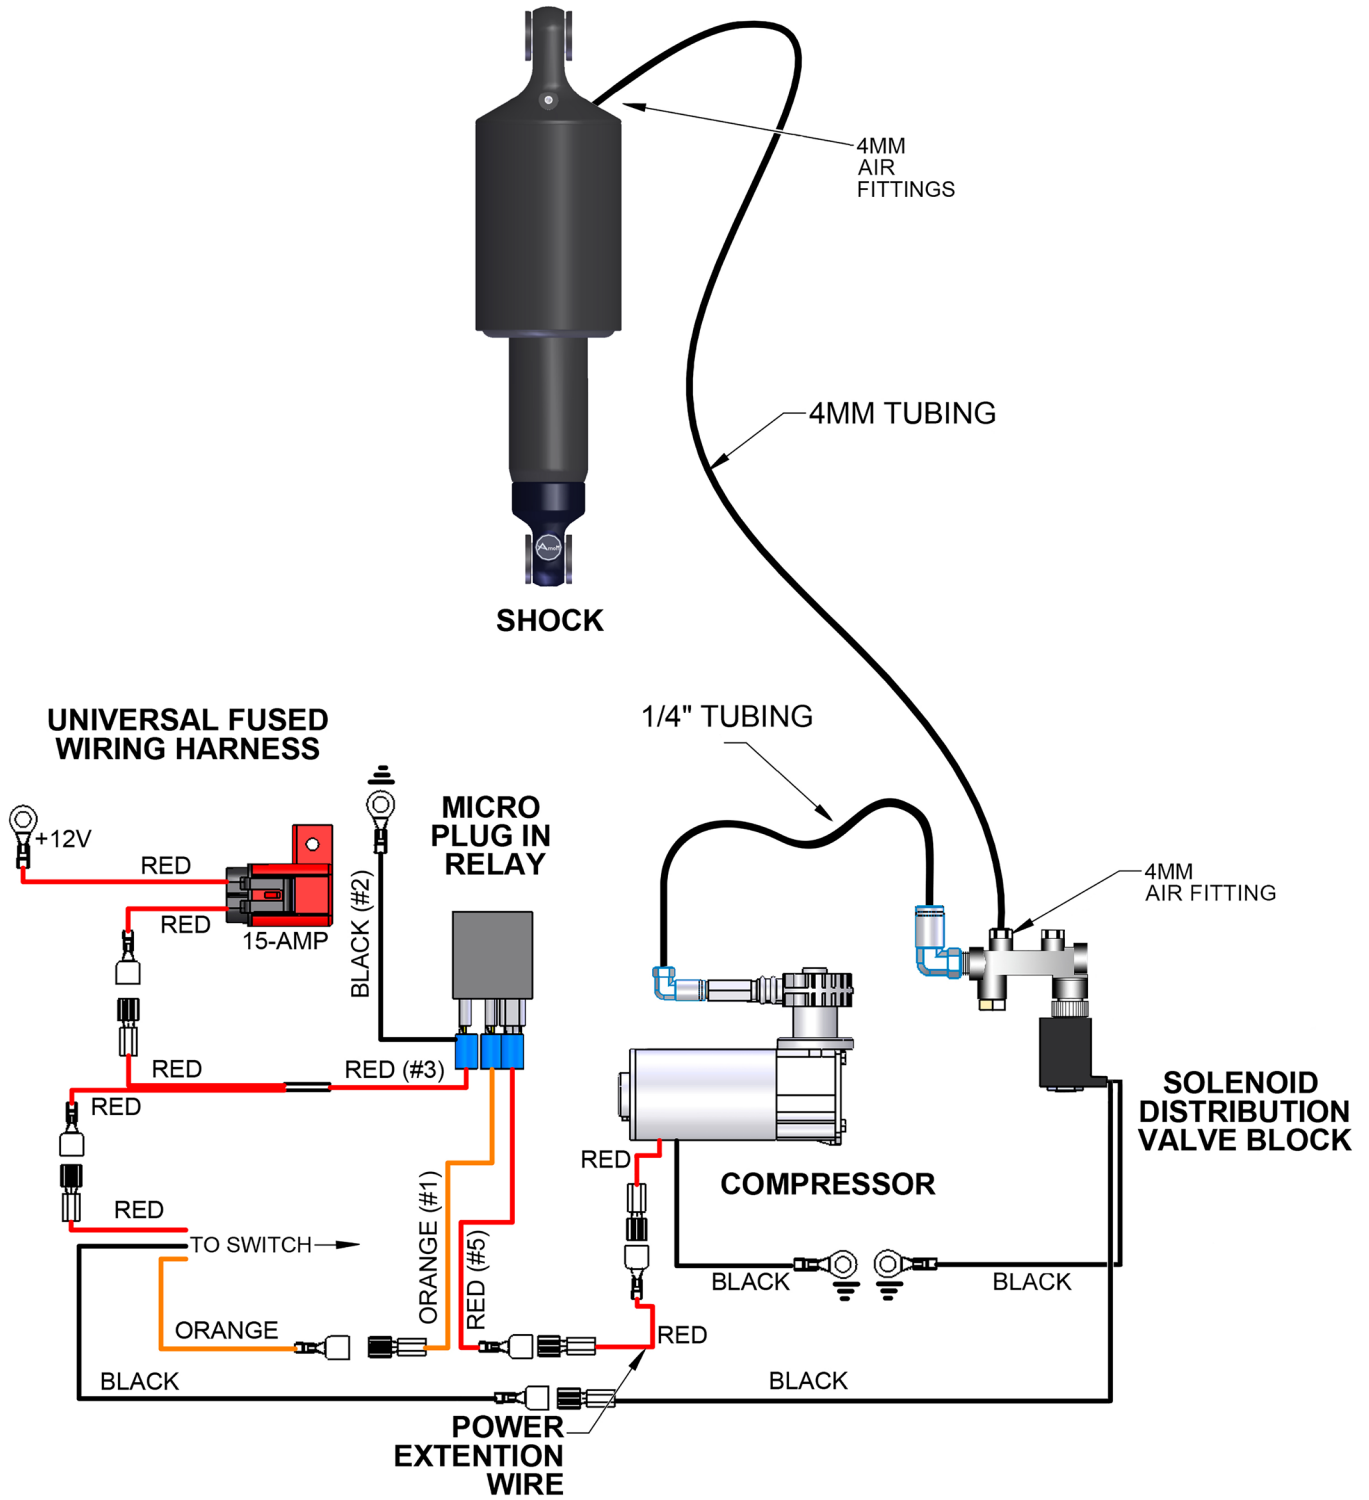 4MM
AIR
FITTINGS
4MM TUBING
SHOCK
1/4" TUBING
UNIVERSAL FUSED
WIRING HARNESS
+12V
RED
RED
15-AMP
BLACK (#2)
MICRO
PLUG IN
RELAY
RED
RED (#3)
RED
RED
TO SWITCH
ORANGE
BLACK
ORANGE (#1)
RED (#5)
RED
RED
POWER
EXTENTION
WIRE
COMPRESSOR
BLACK
BLACK
BLACK
4MM
AIR FITTING
SOLENOID
DISTRIBUTION
VALVE BLOCK